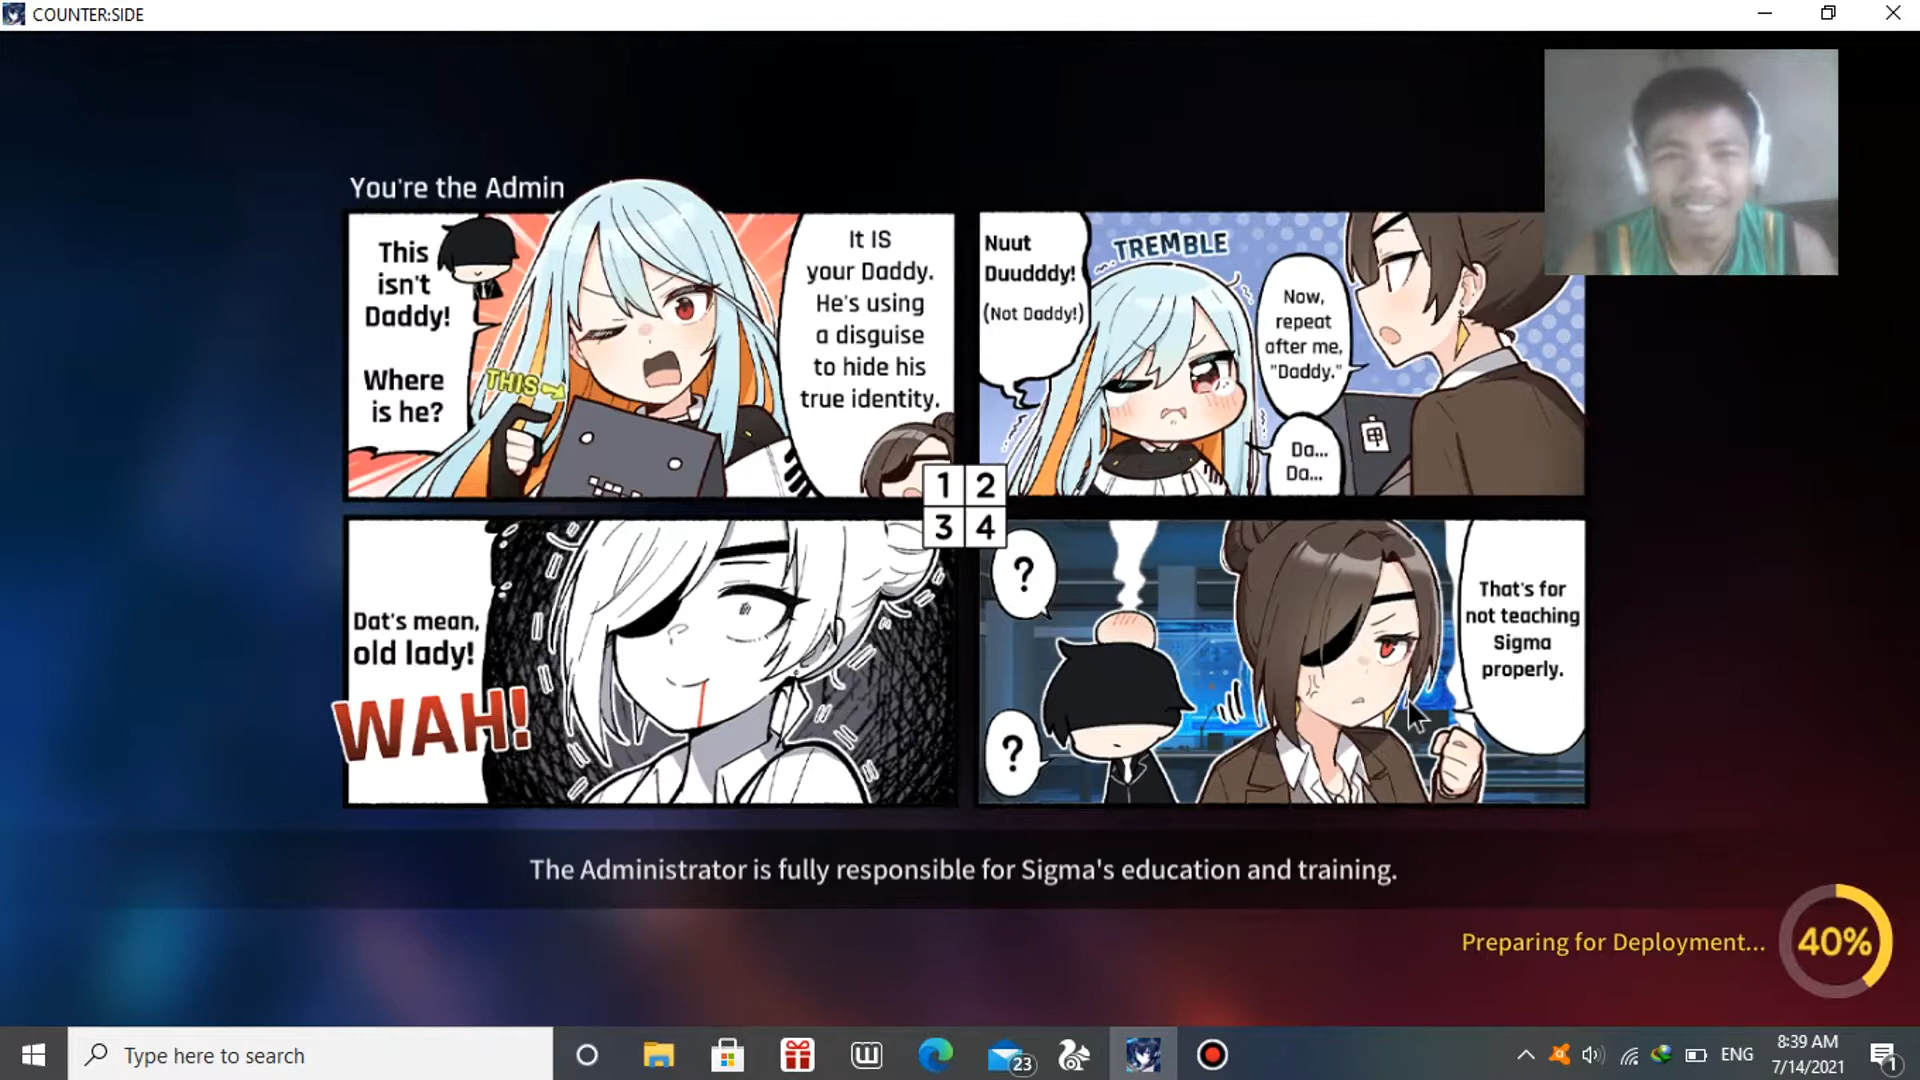 COUNTER:SIDE
You're the Admin
This
isn't
Daddy!
Where
is he?
THIS
It IS
your Daddy.
He's using
a disguise
to hide his
true identity.
Nuut
Duudddy!
(Not Daddy!)
TREMBLE
Now,
repeat
after me,
"Daddy."
Da...
Da...
甲
1 2
3 4
Dat's mean,
old lady!
WAH!
?
?
That's for
not teaching
Sigma
properly.
The Administrator is fully responsible for Sigma's education and training.
Preparing for Deployment...
40%
Type here to search
23
ENG
8:39 AM
7/14/2021
1